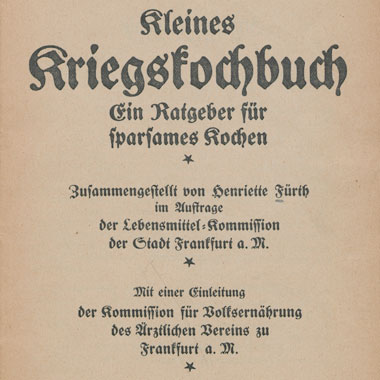 Kleines
Kriegskochbuch
Ein Ratgeber für
sparsames Kochen
*
Zusammengestellt von Henriette Fürth
im Auftrage
der Lebensmittel-Kommission
der Stadt Frankfurt a. M.
*
Mit einer Einleitung
der Kommission für Volksernährung
des Ärztlichen Vereins zu
Frankfurt a. M.
*